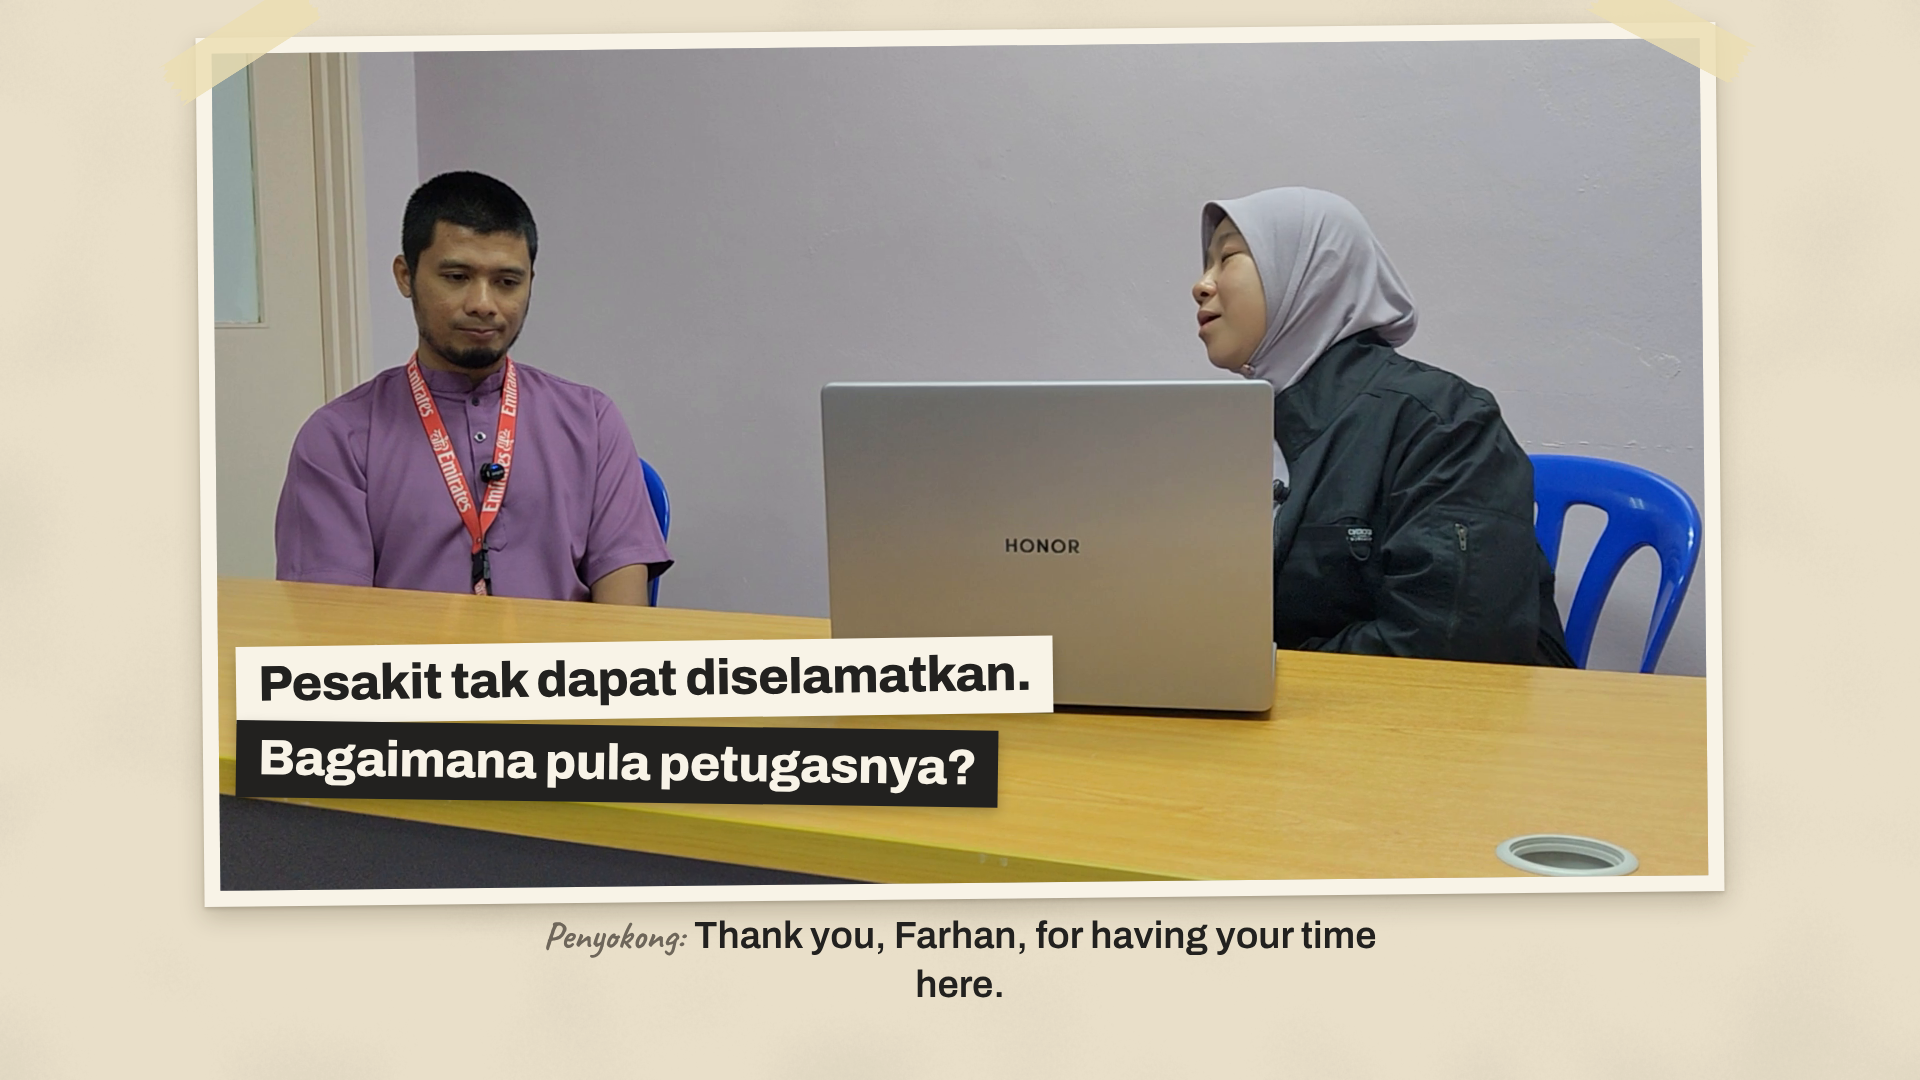 Emirates
Emirates
Emirates
HONOR
Pesakit tak dapat diselamatkan.
Bagaimana pula petugasnya?
Penyokong: Thank you, Farhan, for having your time
here.